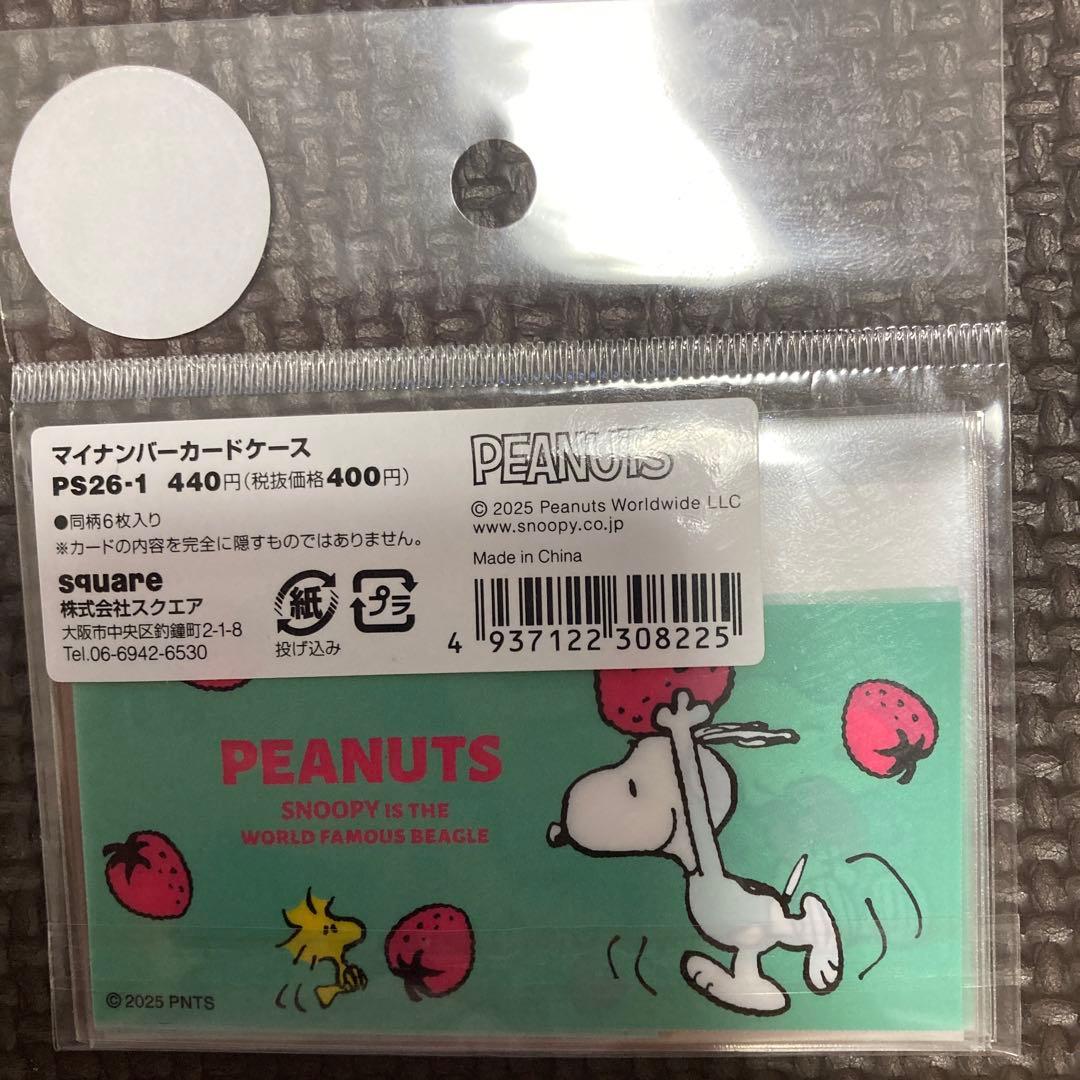 マイナンバーカードケース
PS26-1 440円(税抜価格400円)
●同柄6枚入り
※カードの内容を完全に隠すものではありません。
square
株式会社スクエア
大阪市中央区釣鐘町2-1-8
Tel.06-6942-6530
紙
投げ込み
プラ
PEANUTS
© 2025 Peanuts Worldwide LLC
www.snoopy.co.jp
Made in China
4 937122 308225
PEANUTS
SNOOPY IS THE
WORLD FAMOUS BEAGLE
© 2025 PNTS